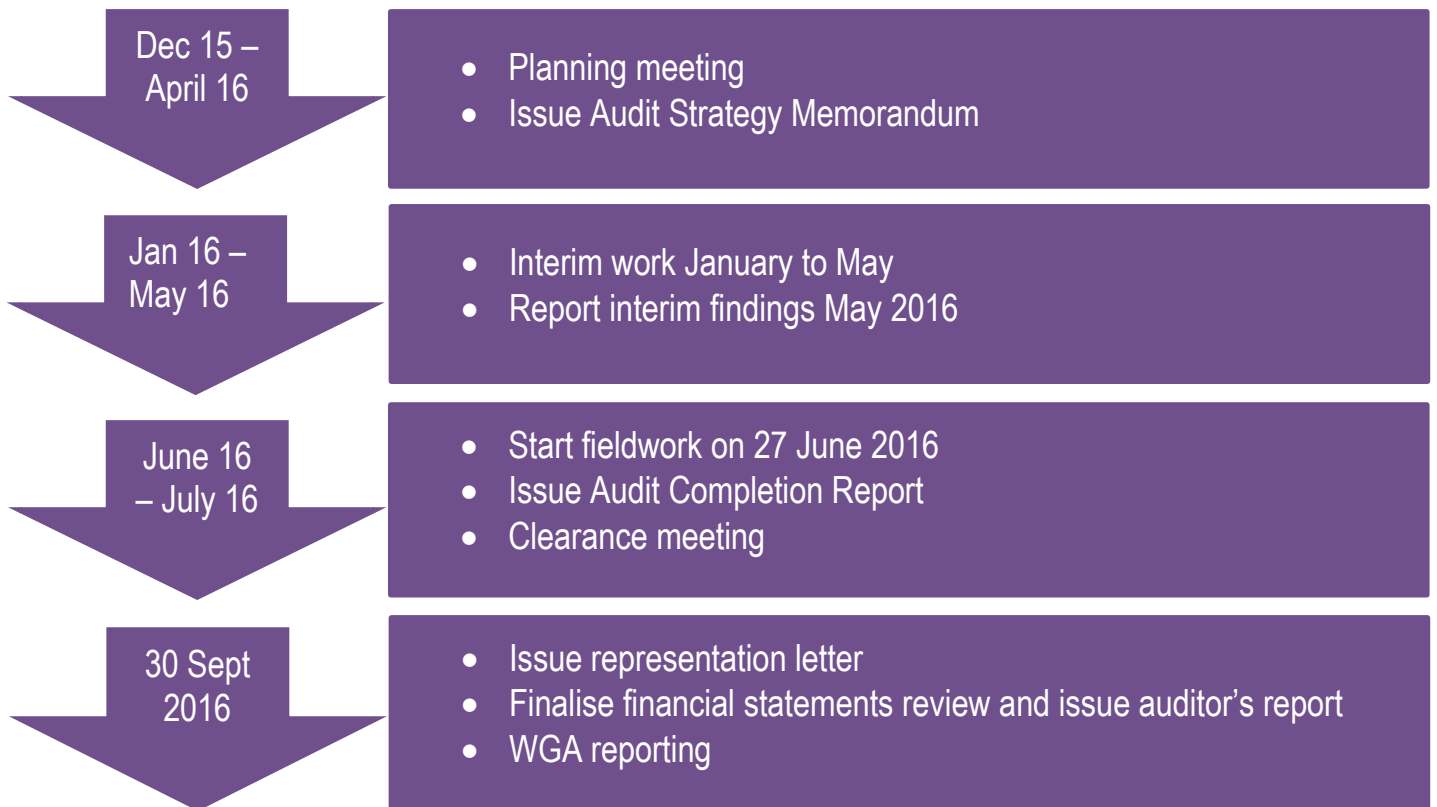 Dec 15 –
April 16
• Planning meeting
• Issue Audit Strategy Memorandum
Jan 16 –
May 16
• Interim work January to May
• Report interim findings May 2016
June 16
– July 16
• Start fieldwork on 27 June 2016
• Issue Audit Completion Report
• Clearance meeting
30 Sept
2016
• Issue representation letter
• Finalise financial statements review and issue auditor’s report
• WGA reporting